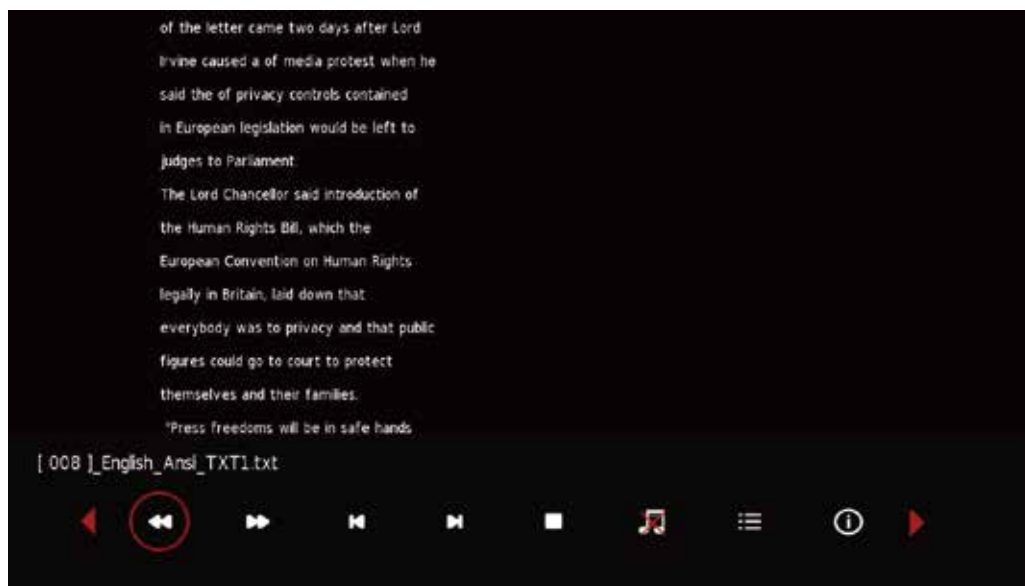 of the letter came two days after Lord
Irvine caused a of media protest when he
said the of privacy controls contained
in European legislation would be left to
judges to Parliament.
The Lord Chancellor said introduction of
the Human Rights Bill, which the
European Convention on Human Rights
legally in Britain, laid down that
everybody was to privacy and that public
figures could go to court to protect
themselves and their families.
"Press freedoms will be in safe hands
[ 008 ]_English_Ansi_TXT1.txt